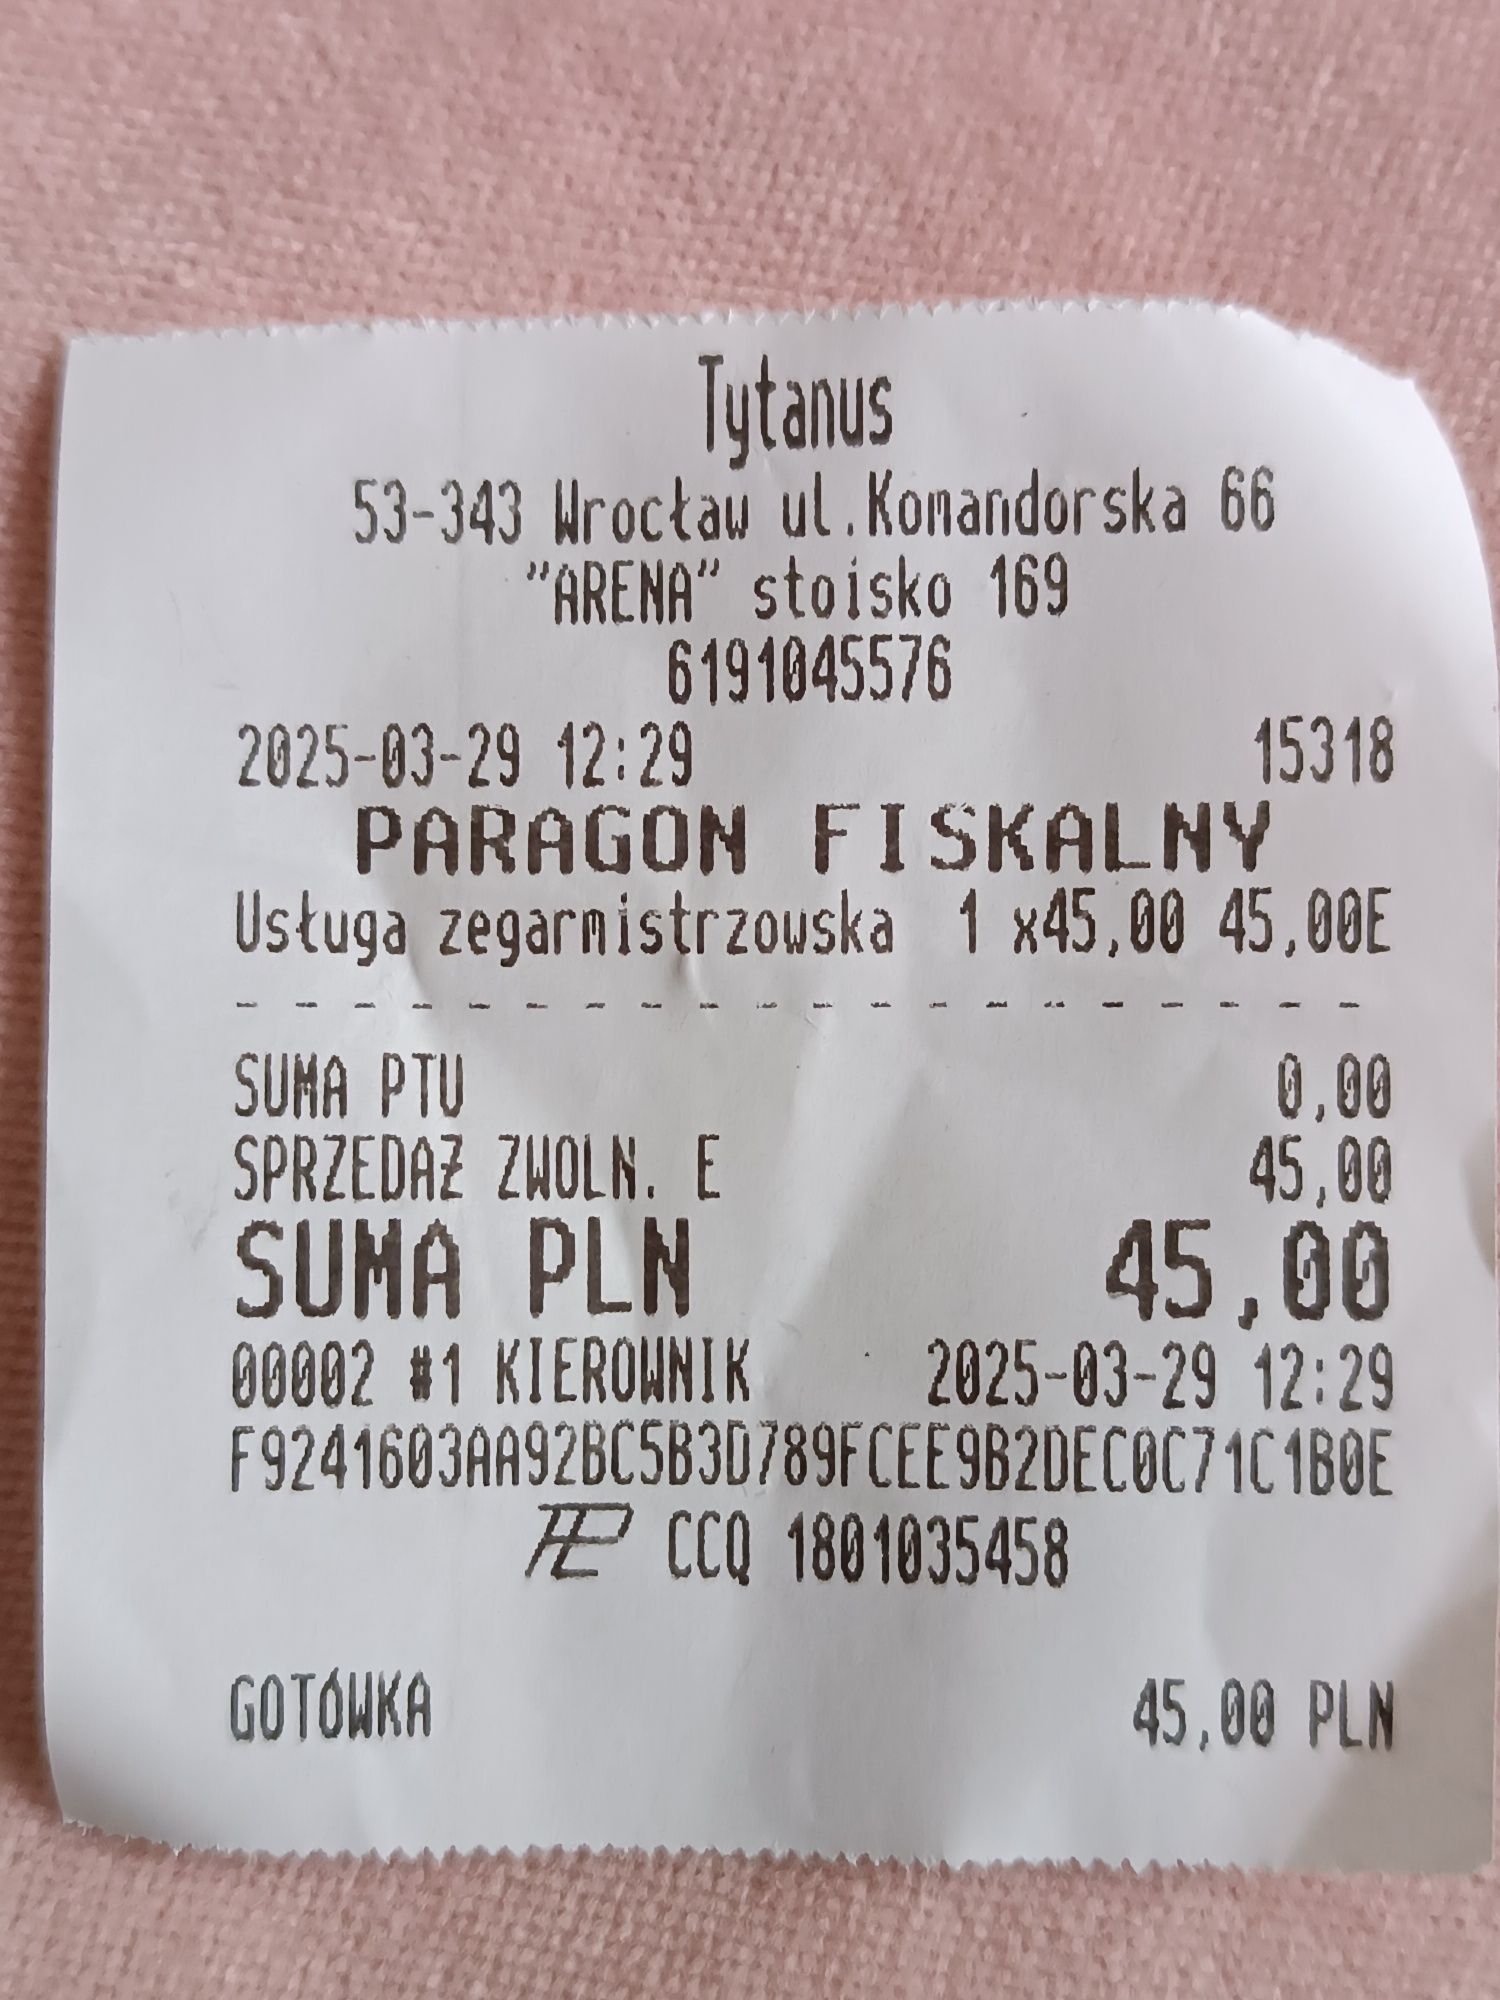 Tytanus
53-343 Wrocław ul.Komandorska 66
"ARENA" stoisko 169
6191045576
2025-03-29 12:29 15318
PARAGON FISKALNY
Usługa zegarmistrzowska 1 x45,00 45,00E
- - - - - - - - - - - - - - - - - - - -
SUMA PTU 0,00
SPRZEDAŻ ZWOLN. E 45,00
SUMA PLN 45,00
00002 #1 KIEROWNIK 2025-03-29 12:29
F9241603AA92BC5B3D789FCEE9B2DEC0C71C1B0E
PL CCQ 1801035458
GOTÓWKA 45,00 PLN